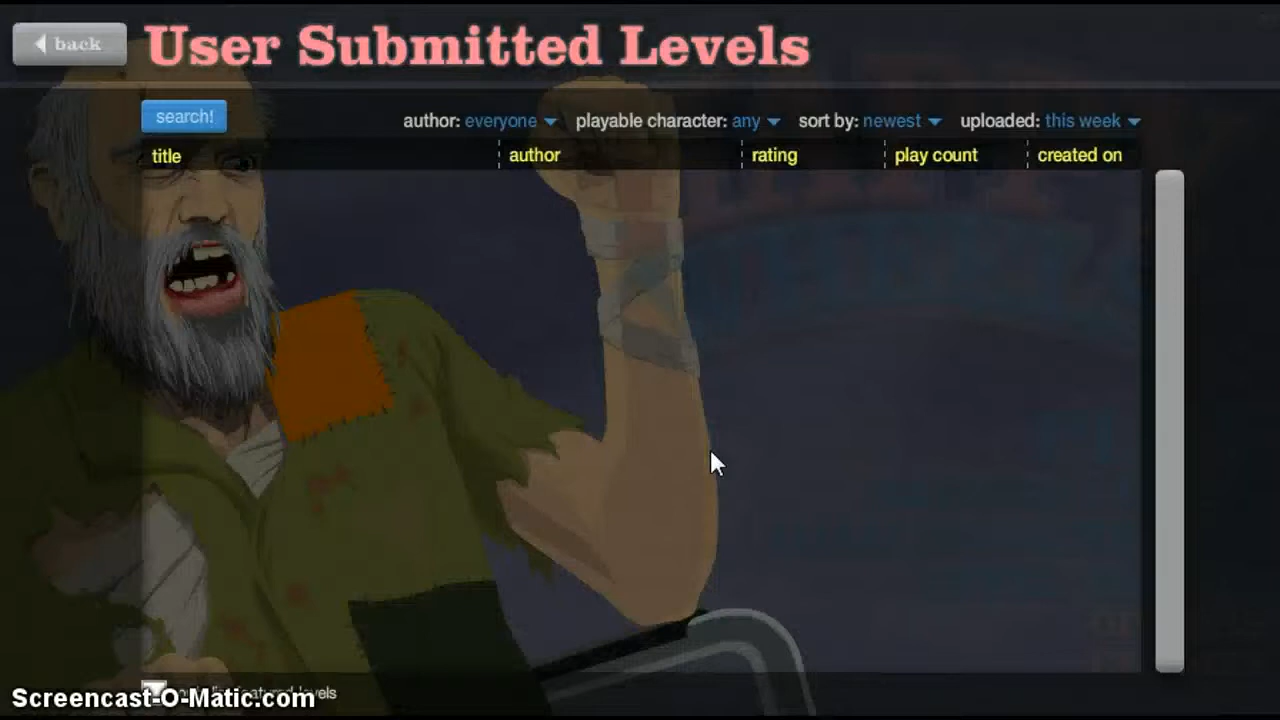 back
User Submitted Levels
search!
author: everyone playable character: any sort by: newest uploaded: this week
title author rating play count created on
levels
Screencast-O-Matic.com